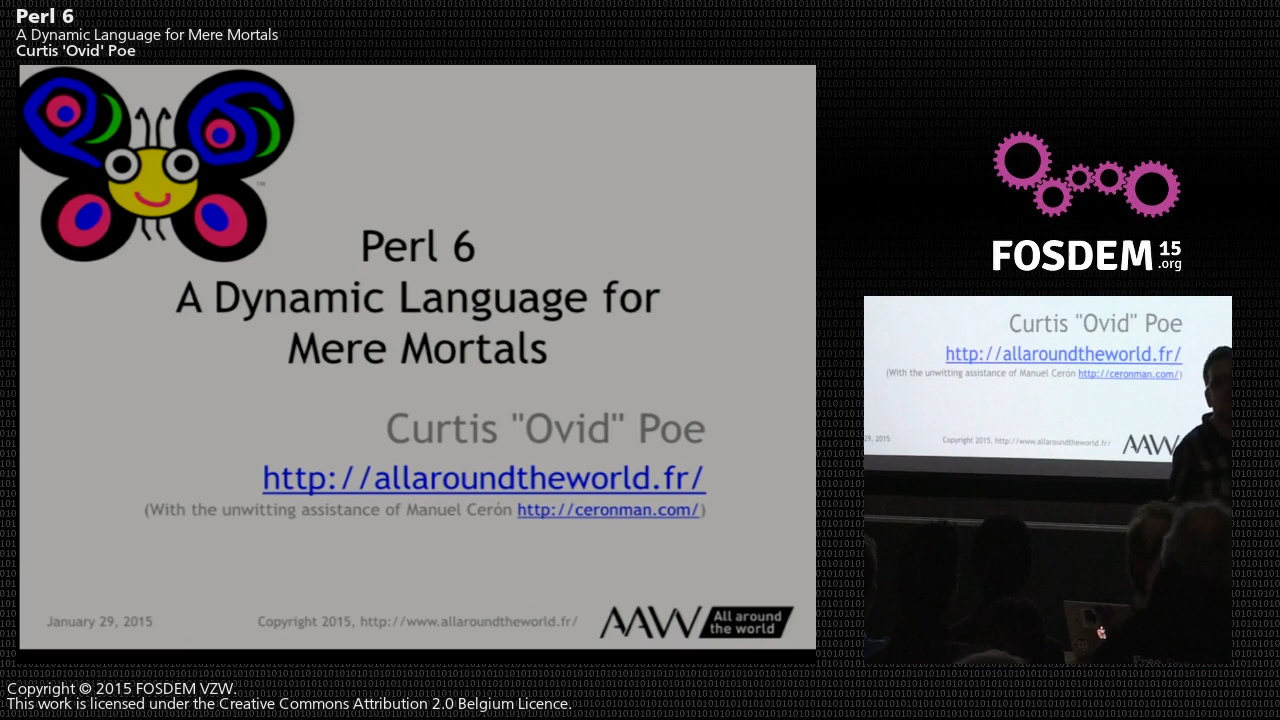 Perl 6
A Dynamic Language for Mere Mortals
Curtis 'Ovid' Poe
TM
Perl 6
A Dynamic Language for
Mere Mortals
Curtis "Ovid" Poe
http://allaroundtheworld.fr/
(With the unwitting assistance of Manuel Cerón http://ceronman.com/)
January 29, 2015
Copyright 2015, http://www.allaroundtheworld.fr/
AAW All around
the world
FOSDEM 15
.org
Curtis "Ovid" Poe
http://allaroundtheworld.fr/
(With the unwitting assistance of Manuel Cerón http://ceronman.com/)
29, 2015
Copyright 2015, http://www.allaroundtheworld.fr/
AAW
Copyright © 2015 FOSDEM VZW.
This work is licensed under the Creative Commons Attribution 2.0 Belgium Licence.